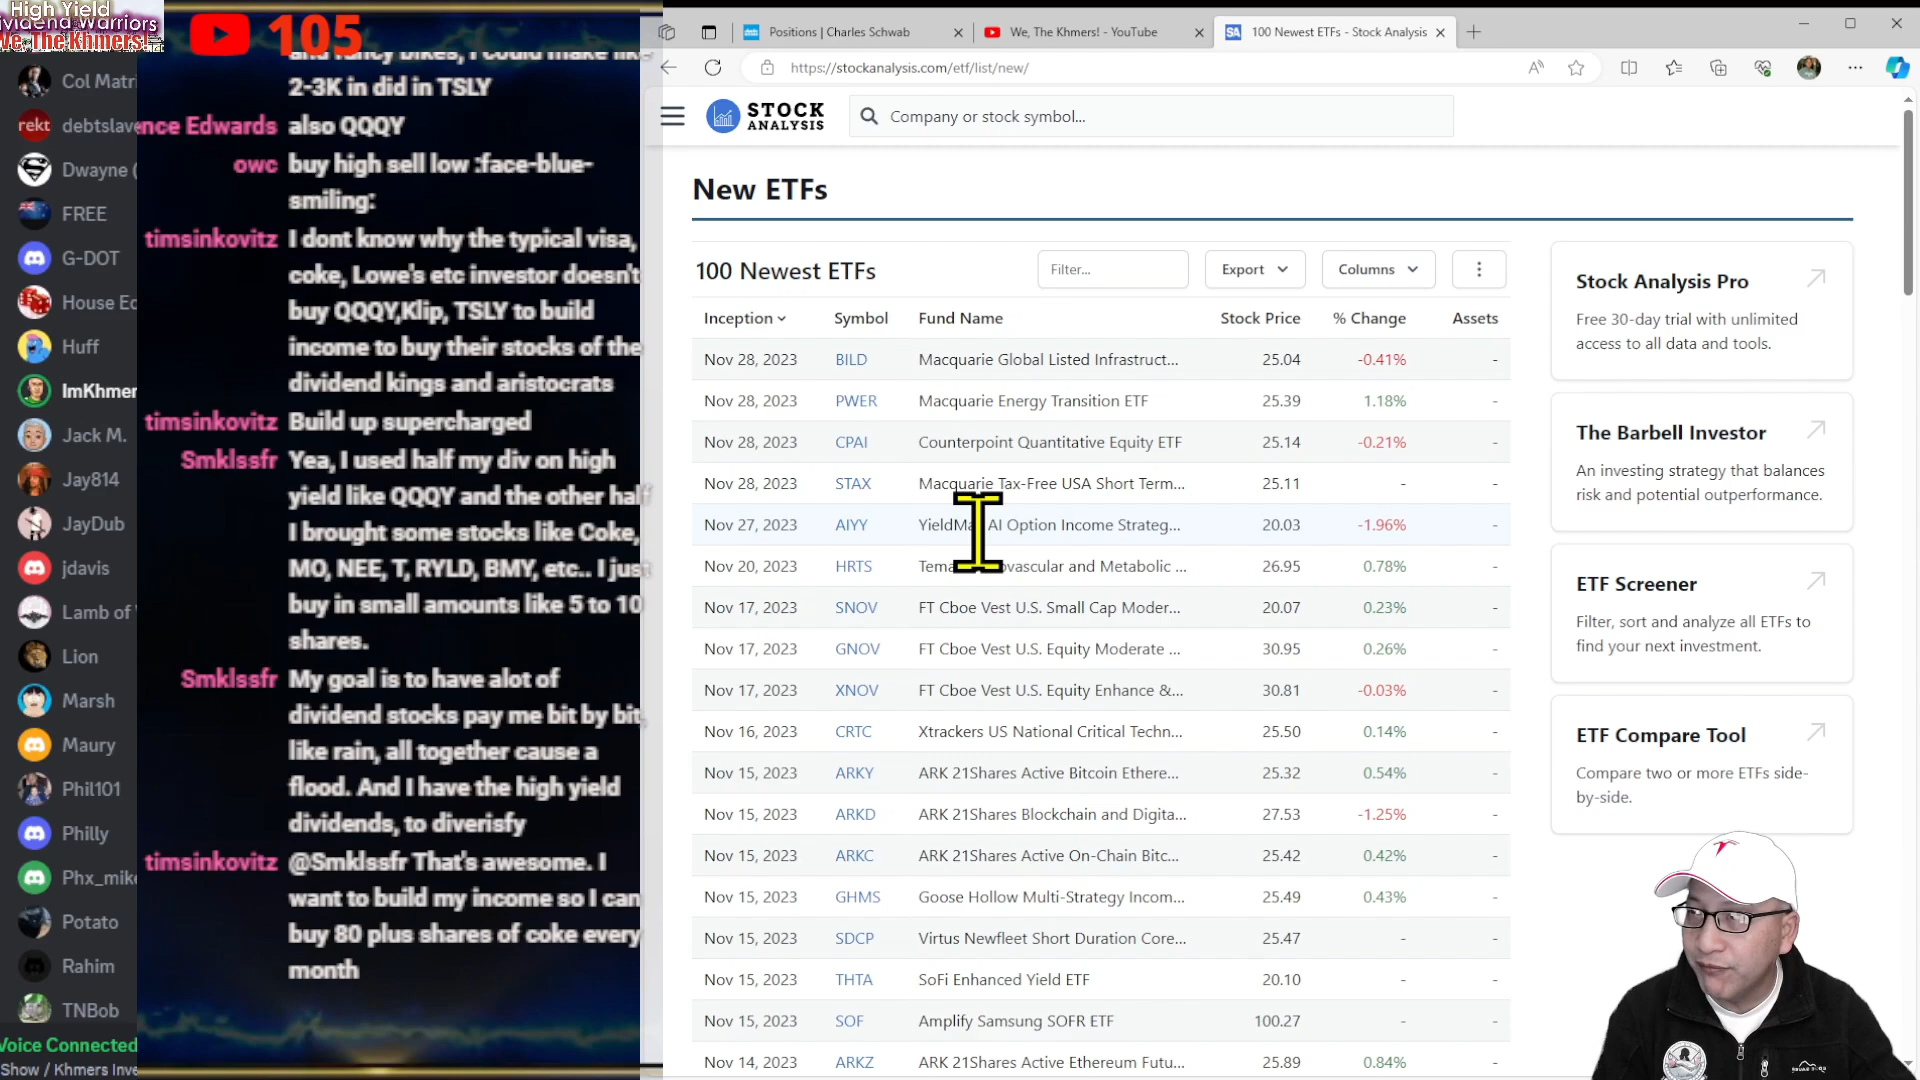 High Yield
Dividend Warriors
We, The Khmers!
105
Col Matri
rekt
debtslave
Dwayne (
FREE
G-DOT
House Ed
Huff
ImKhmer
Jack M.
Jay814
JayDub
jdavis
Lamb of
Lion
Marsh
Maury
Phil101
Philly
Phx_mike
Potato
Rahim
TNBob
Voice Connected
Show / Khmers Inve
and fancy bikes, I could make like
2-3K in did in TSLY
nce Edwards also QQQY
owc buy high sell low :face-blue-
smiling:
timsinkovitz I dont know why the typical visa,
coke, Lowe's etc investor doesn't
buy QQQY,Klip, TSLY to build
income to buy their stocks of the
dividend kings and aristocrats
timsinkovitz Build up supercharged
Smklssfr Yea, I used half my div on high
yield like QQQY and the other half
I brought some stocks like Coke,
MO, NEE, T, RYLD, BMY, etc.. I just
buy in small amounts like 5 to 10
shares.
Smklssfr My goal is to have alot of
dividend stocks pay me bit by bit,
like rain, all together cause a
flood. And I have the high yield
dividends, to diverisfy
timsinkovitz @Smklssfr That's awesome. I
want to build my income so I can
buy 80 plus shares of coke every
month
Positions | Charles Schwab
We, The Khmers! - YouTube
SA 100 Newest ETFs - Stock Analysis
https://stockanalysis.com/etf/list/new/
STOCK
ANALYSIS
Company or stock symbol...
New ETFs
100 Newest ETFs
Filter...
Export
Columns
Inception Symbol Fund Name Stock Price % Change Assets
Nov 28, 2023 BILD Macquarie Global Listed Infrastruct... 25.04 -0.41% -
Nov 28, 2023 PWER Macquarie Energy Transition ETF 25.39 1.18% -
Nov 28, 2023 CPAI Counterpoint Quantitative Equity ETF 25.14 -0.21% -
Nov 28, 2023 STAX Macquarie Tax-Free USA Short Term... 25.11 - -
Nov 27, 2023 AIYY YieldMa AI Option Income Strateg... 20.03 -1.96% -
Nov 20, 2023 HRTS Tema ovascular and Metabolic ... 26.95 0.78% -
Nov 17, 2023 SNOV FT Cboe Vest U.S. Small Cap Moder... 20.07 0.23% -
Nov 17, 2023 GNOV FT Cboe Vest U.S. Equity Moderate ... 30.95 0.26% -
Nov 17, 2023 XNOV FT Cboe Vest U.S. Equity Enhance &... 30.81 -0.03% -
Nov 16, 2023 CRTC Xtrackers US National Critical Techn... 25.50 0.14% -
Nov 15, 2023 ARKY ARK 21Shares Active Bitcoin Ethere... 25.32 0.54% -
Nov 15, 2023 ARKD ARK 21Shares Blockchain and Digita... 27.53 -1.25% -
Nov 15, 2023 ARKC ARK 21Shares Active On-Chain Bitc... 25.42 0.42% -
Nov 15, 2023 GHMS Goose Hollow Multi-Strategy Incom... 25.49 0.43% -
Nov 15, 2023 SDCP Virtus Newfleet Short Duration Core... 25.47 - -
Nov 15, 2023 THTA SoFi Enhanced Yield ETF 20.10 - -
Nov 15, 2023 SOF Amplify Samsung SOFR ETF 100.27 - -
Nov 14, 2023 ARKZ ARK 21Shares Active Ethereum Futu... 25.89 0.84% -
Stock Analysis Pro
Free 30-day trial with unlimited
access to all data and tools.
The Barbell Investor
An investing strategy that balances
risk and potential outperformance.
ETF Screener
Filter, sort and analyze all ETFs to
find your next investment.
ETF Compare Tool
Compare two or more ETFs side-
by-side.